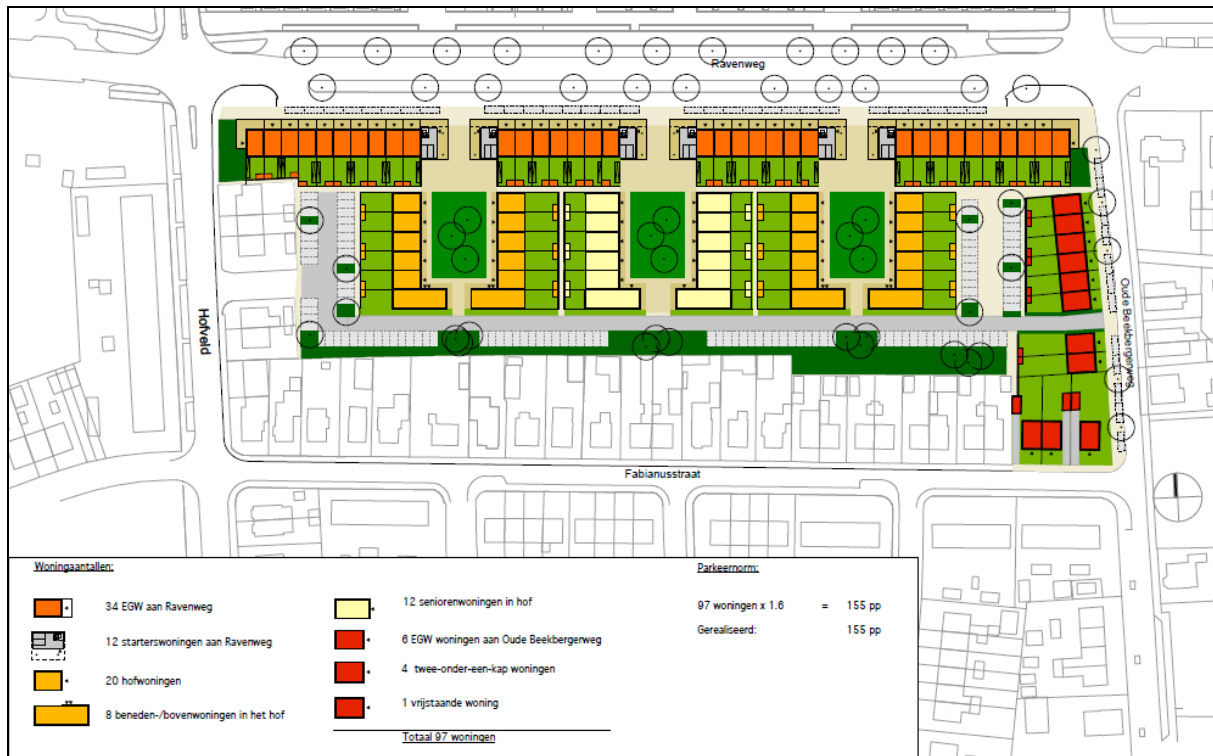 Ravenweg
Hofveld
Oude Beekbergerweg
Fabianusstraat
Woningaantallen:
34 EGW aan Ravenweg
12 starterswoningen aan Ravenweg
20 hofwoningen
8 beneden-/bovenwoningen in het hof
12 seniorenwoningen in hof
6 EGW woningen aan Oude Beekbergerweg
4 twee-onder-een-kap woningen
1 vrijstaande woning
Totaal 97 woningen
Parkeernorm:
97 woningen x 1.6 = 155 pp
Gerealiseerd: 155 pp